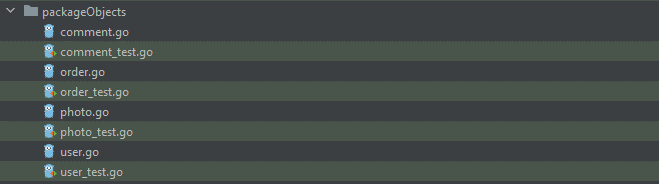 packageObjects
comment.go
comment_test.go
order.go
order_test.go
photo.go
photo_test.go
user.go
user_test.go